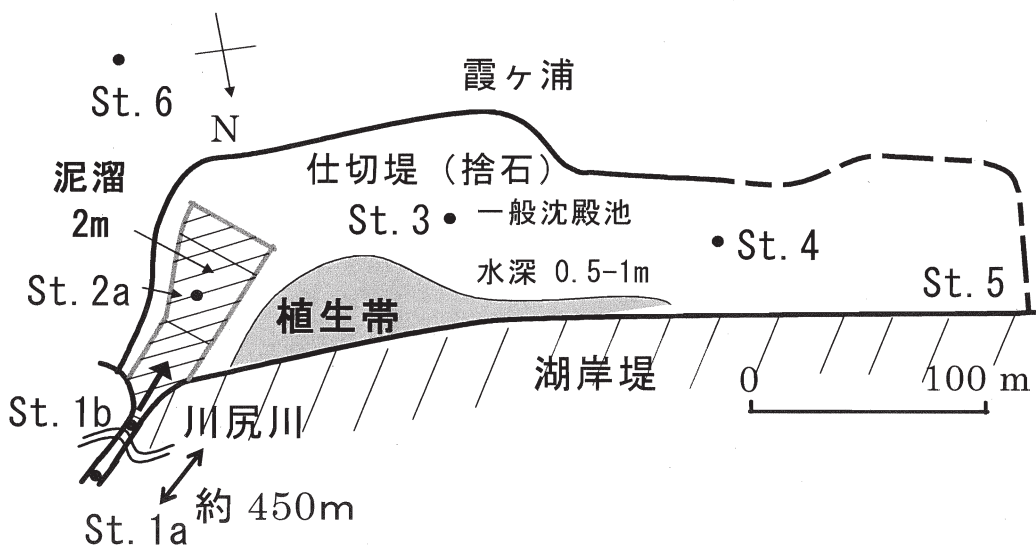 霞ヶ浦
St. 6
N
仕切堤（捨石）
泥溜
2m
St. 3
一般沈殿池
St. 4
水深 0.5-1m
St. 2a
St. 5
植生帯
湖岸堤
0
100 m
St. 1b
川尻川
約 450m
St. 1a